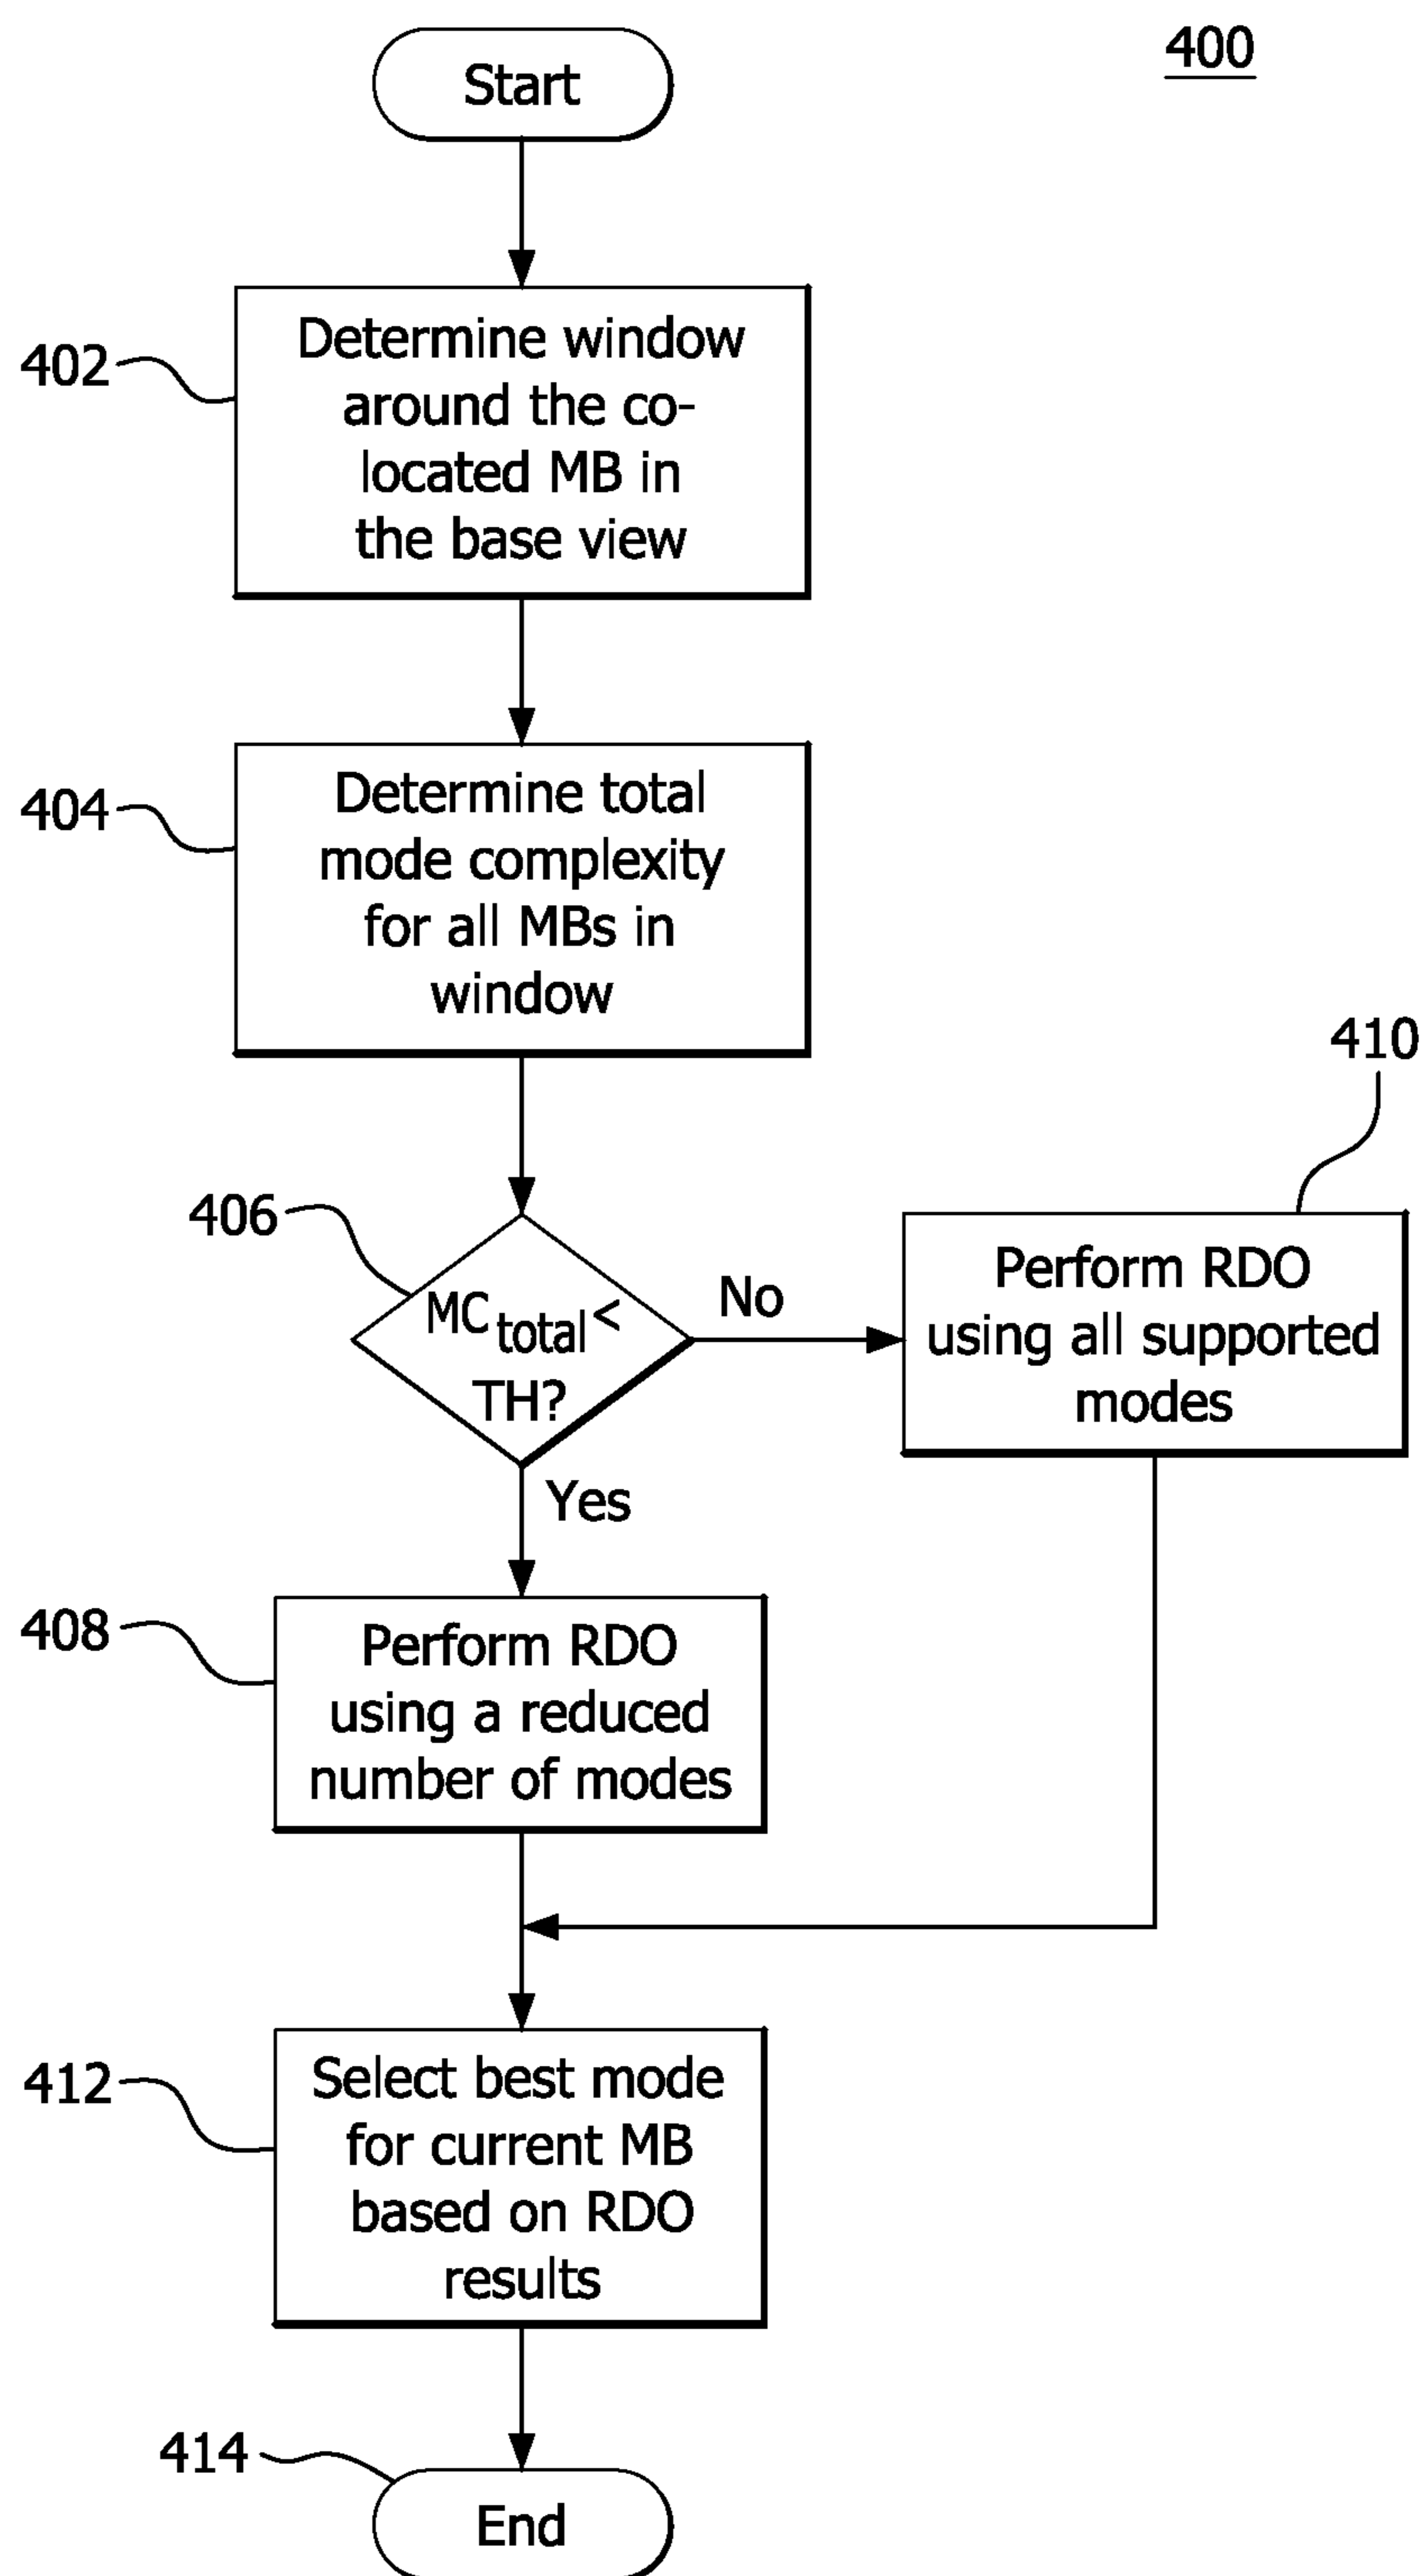 400
Start
402
Determine window
around the co-
located MB in
the base view
404
Determine total
mode complexity
for all MBs in
window
406
MC total <
TH?
No
410
Perform RDO
using all supported
modes
Yes
408
Perform RDO
using a reduced
number of modes
412
Select best mode
for current MB
based on RDO
results
414
End